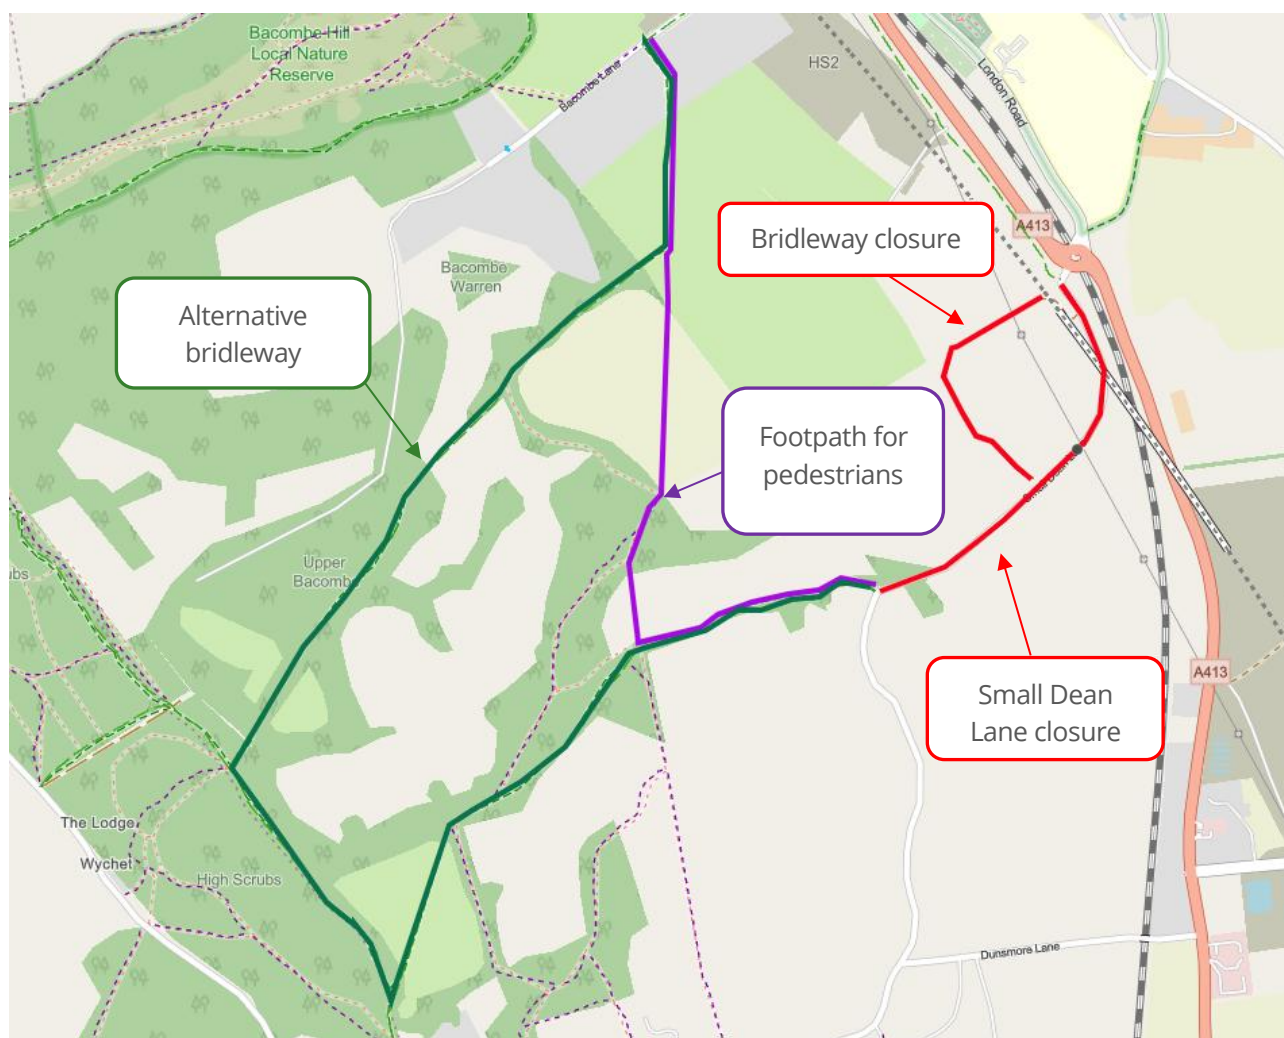 Bacombe Hill
Local Nature
Reserve
Bacombe Lane
HS2
London Road
A413
Bridleway closure
Bacombe
Warren
Alternative
bridleway
Footpath for
pedestrians
Upper
Bacombe
ubs
Small Dean
Lane closure
A413
The Lodge
Wychet
High Scrubs
Dunsmore Lane